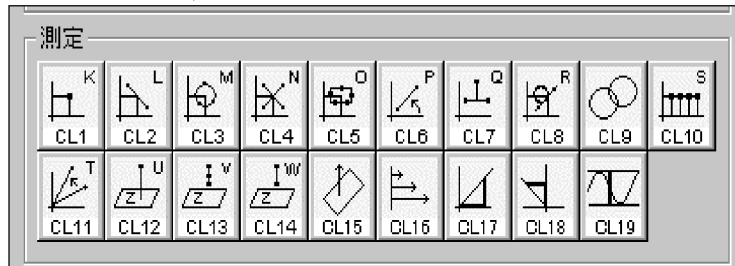 測定
K L M N O P Q R S
CL1 CL2 CL3 CL4 CL5 CL6 CL7 CL8 CL9 CL10
T U V W
Z Z Z
CL11 CL12 CL13 CL14 CL15 CL16 CL17 CL18 CL19